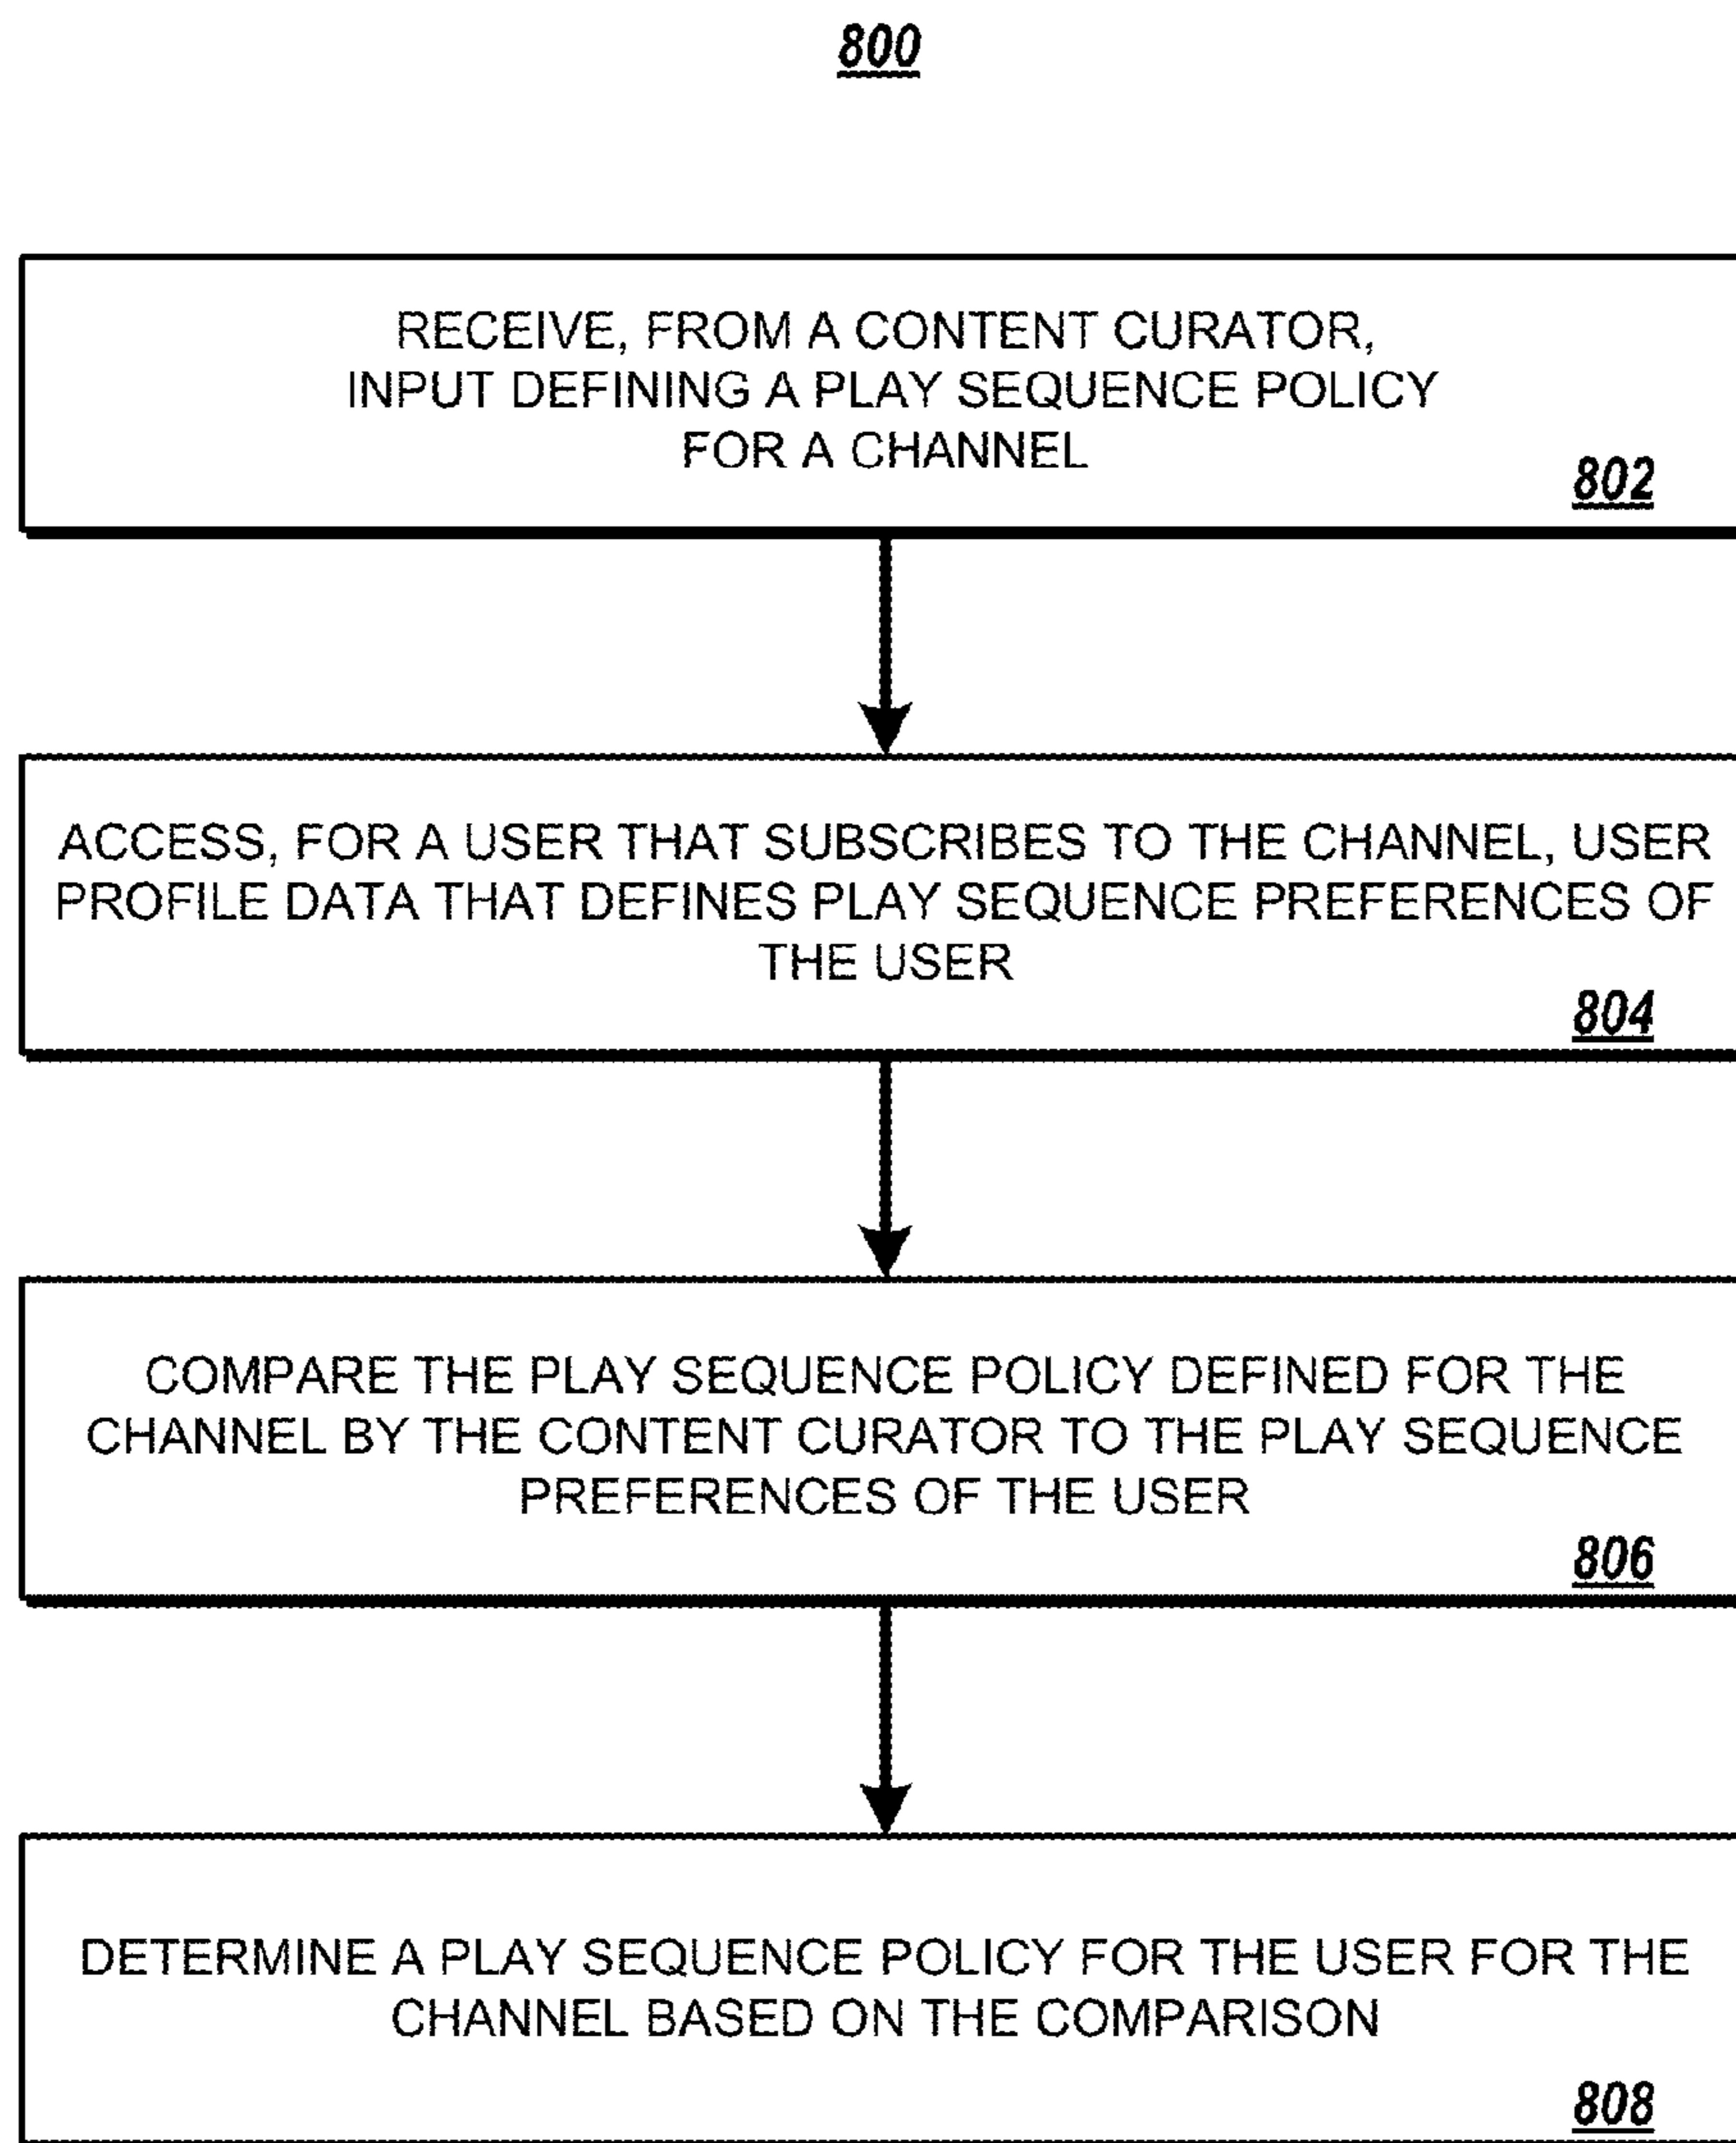 800
RECEIVE, FROM A CONTENT CURATOR,
INPUT DEFINING A PLAY SEQUENCE POLICY
FOR A CHANNEL
802
ACCESS, FOR A USER THAT SUBSCRIBES TO THE CHANNEL, USER
PROFILE DATA THAT DEFINES PLAY SEQUENCE PREFERENCES OF
THE USER
804
COMPARE THE PLAY SEQUENCE POLICY DEFINED FOR THE
CHANNEL BY THE CONTENT CURATOR TO THE PLAY SEQUENCE
PREFERENCES OF THE USER
806
DETERMINE A PLAY SEQUENCE POLICY FOR THE USER FOR THE
CHANNEL BASED ON THE COMPARISON
808